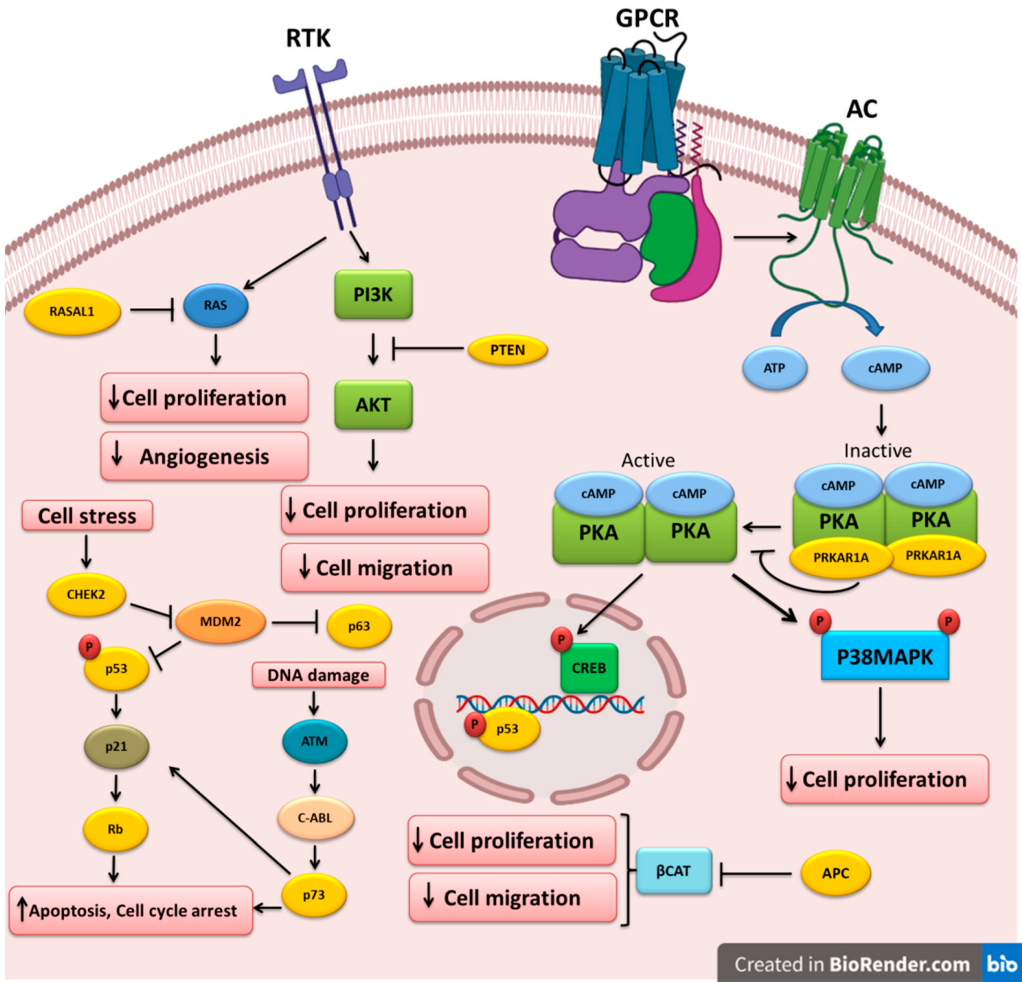 GPCR
RTK
AC
PI3K
RASAL1
RAS
PTEN
ATP
cAMP
↓Cell proliferation
AKT
↓ Angiogenesis
Active
Inactive
cAMP
cAMP
cAMP
cAMP
PKA
PKA
PKA
PKA
PRKAR1A
PRKAR1A
Cell stress
↓Cell proliferation
↓Cell migration
CHEK2
MDM2
p63
P
p53
DNA damage
P
CREB
P
p53
P
P
P38MAPK
p21
ATM
↓Cell proliferation
Rb
C-ABL
↓Cell proliferation
↓ Cell migration
βCAT
APC
p73
↑Apoptosis, Cell cycle arrest
Created in BioRender.com bio